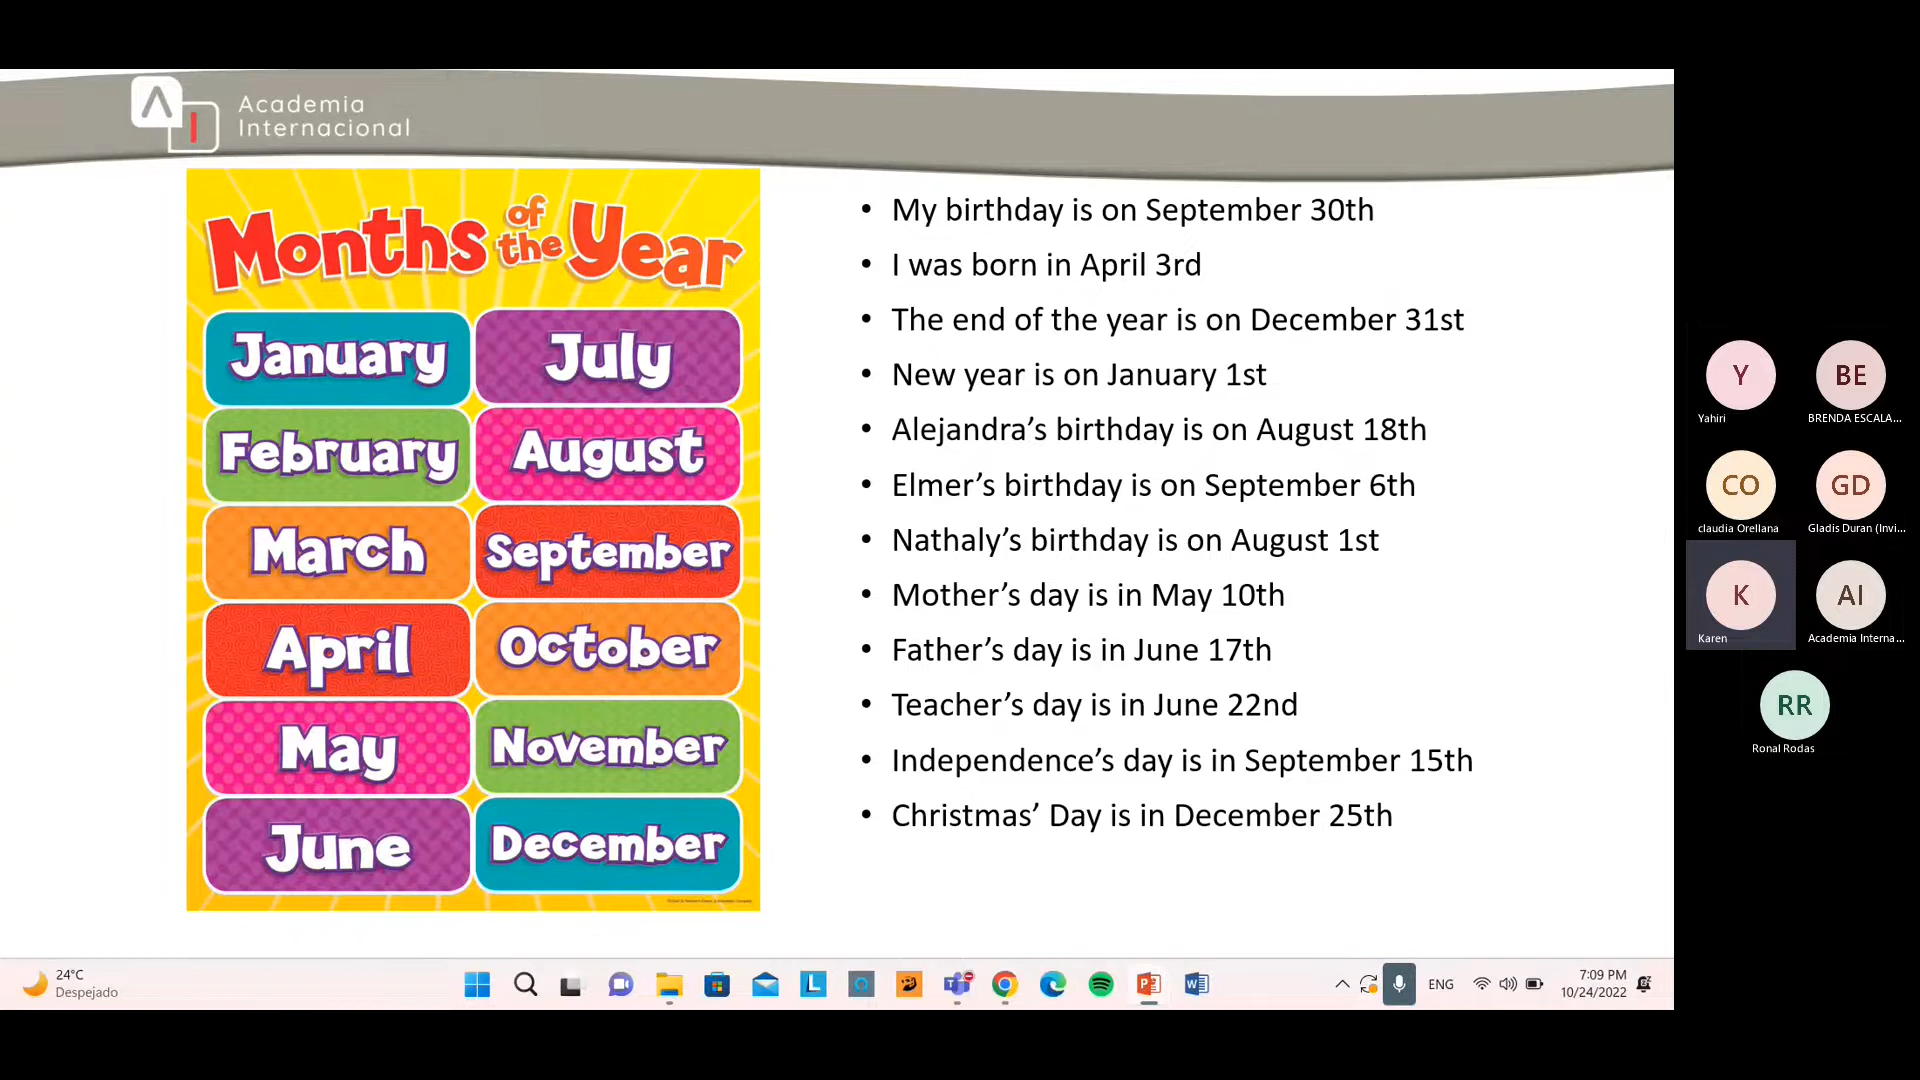 Academia
Internacional
Months of the Year
January
July
February
August
March
September
April
October
May
November
June
December
• My birthday is on September 30th
• I was born in April 3rd
• The end of the year is on December 31st
• New year is on January 1st
• Alejandra’s birthday is on August 18th
• Elmer’s birthday is on September 6th
• Nathaly’s birthday is on August 1st
• Mother’s day is in May 10th
• Father’s day is in June 17th
• Teacher’s day is in June 22nd
• Independence’s day is in September 15th
• Christmas’ Day is in December 25th
Y
BE
Yahiri
BRENDA ESCALA...
CO
GD
claudia Orellana
Gladis Duran (Invi...
K
AI
Karen
Academia Interna...
RR
Ronal Rodas
24°C
Despejado
ENG
7:09 PM
10/24/2022